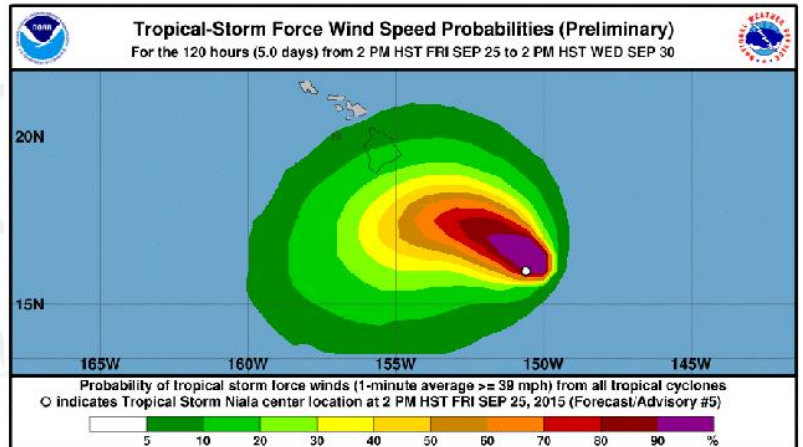 NOAA
Tropical-Storm Force Wind Speed Probabilities (Preliminary)
For the 120 hours (5.0 days) from 2 PM HST FRI SEP 25 to 2 PM HST WED SEP 30
20N
15N
165W 160W 155W 150W 145W
Probability of tropical storm force winds (1-minute average >= 39 mph) from all tropical cyclones
O indicates Tropical Storm Niala center location at 2 PM HST FRI SEP 25, 2015 (Forecast/Advisory #5)
5 10 20 30 40 50 60 70 80 90 %